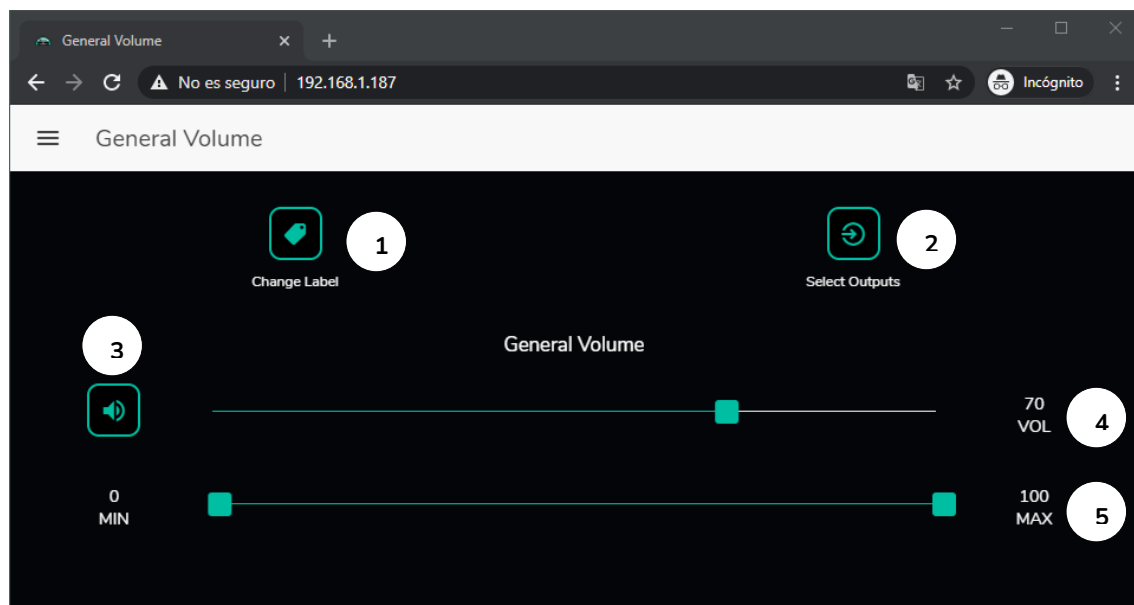 General Volume
No es seguro | 192.168.1.187
Incógnito
General Volume
1
2
Change Label
Select Outputs
3
General Volume
70
VOL
4
0
MIN
100
MAX
5